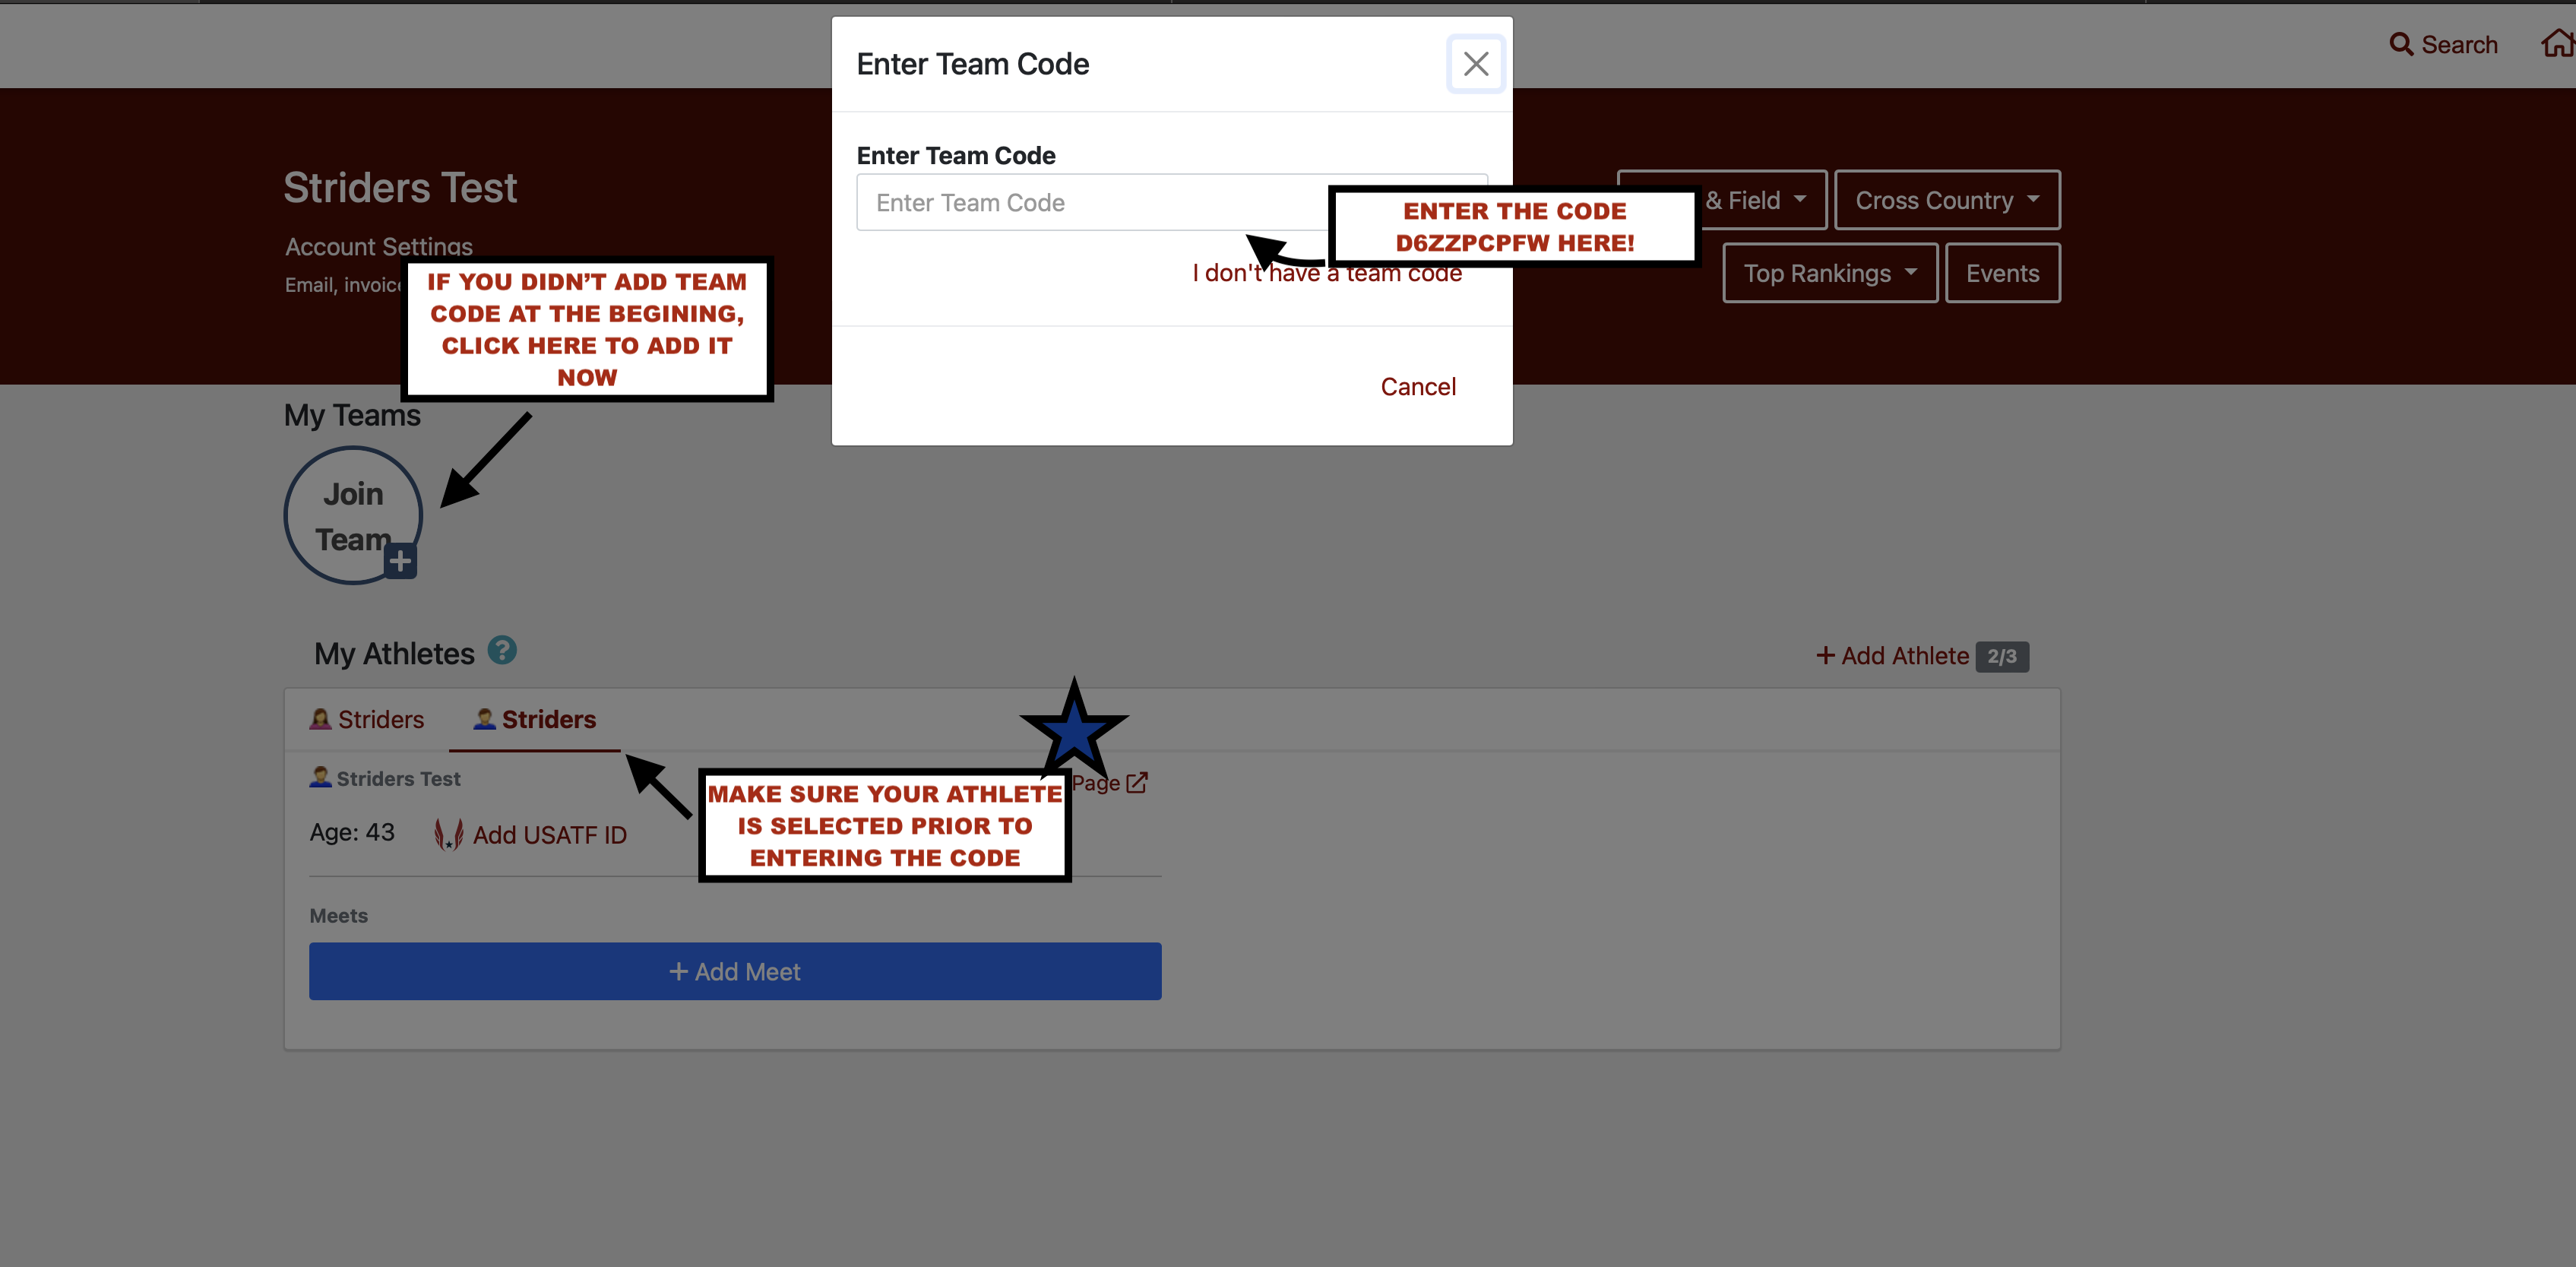 Search
Enter Team Code
Enter Team Code
Enter Team Code
ENTER THE CODE
D6ZZPCPFW HERE!
I don't have a team code
Cancel
Striders Test
Account Settings
Email, invoic
& Field
Cross Country
Top Rankings
Events
IF YOU DIDN'T ADD TEAM
CODE AT THE BEGINING,
CLICK HERE TO ADD IT
NOW
My Teams
Join
Team
My Athletes ?
+ Add Athlete 2/3
Striders
Striders
Striders Test
Page
Age: 43
Add USATF ID
MAKE SURE YOUR ATHLETE
IS SELECTED PRIOR TO
ENTERING THE CODE
Meets
+ Add Meet